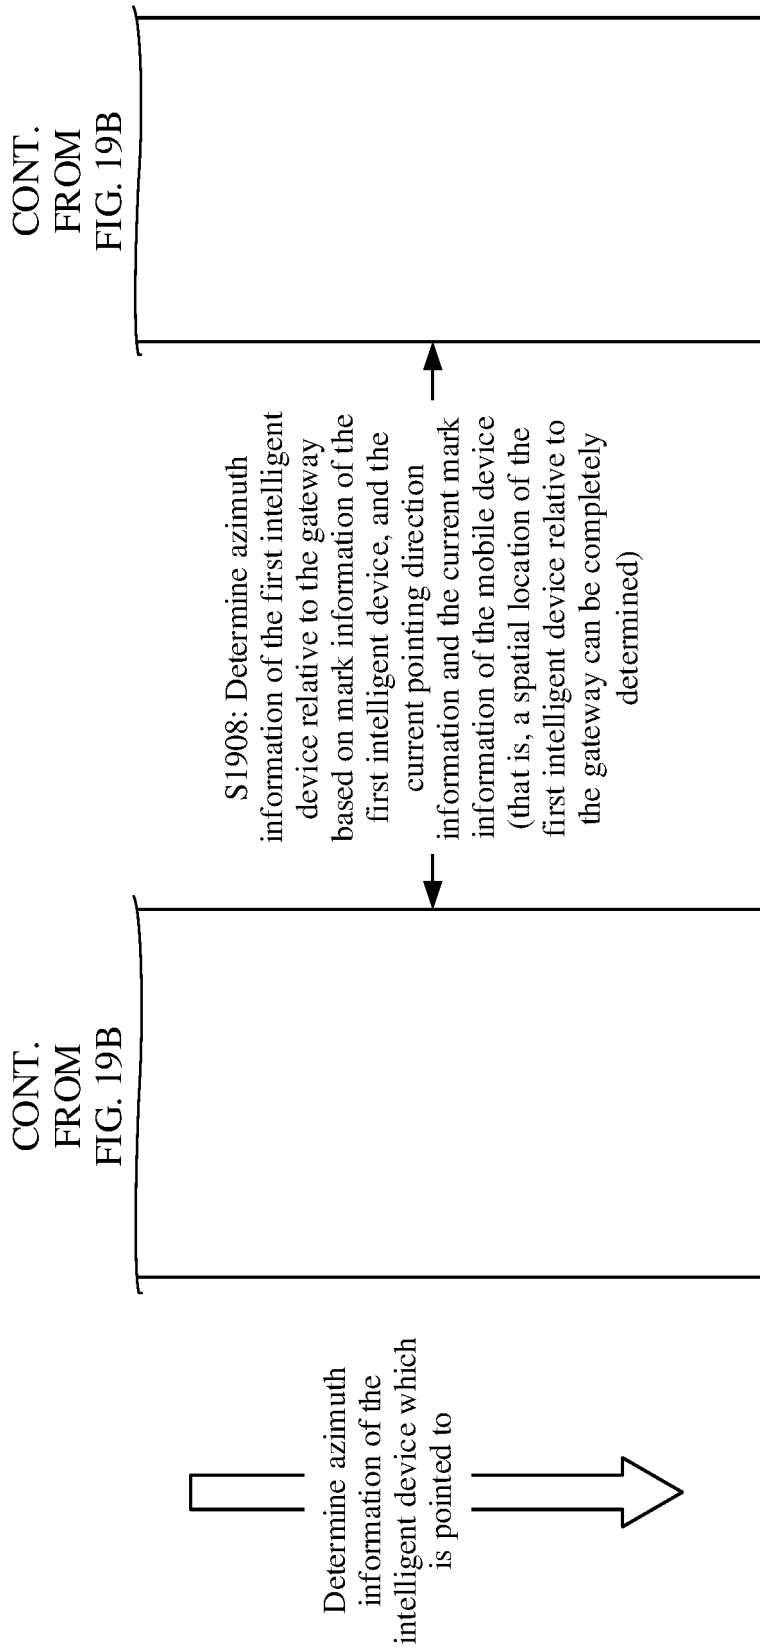 CONT.
FROM
FIG. 19B
CONT.
FROM
FIG. 19B
Determine azimuth
information of the
intelligent device which
is pointed to
S1908: Determine azimuth
information of the first intelligent
device relative to the gateway
based on mark information of the
first intelligent device, and the
current pointing direction
information and the current mark
information of the mobile device
(that is, a spatial location of the
first intelligent device relative to
the gateway can be completely
determined)